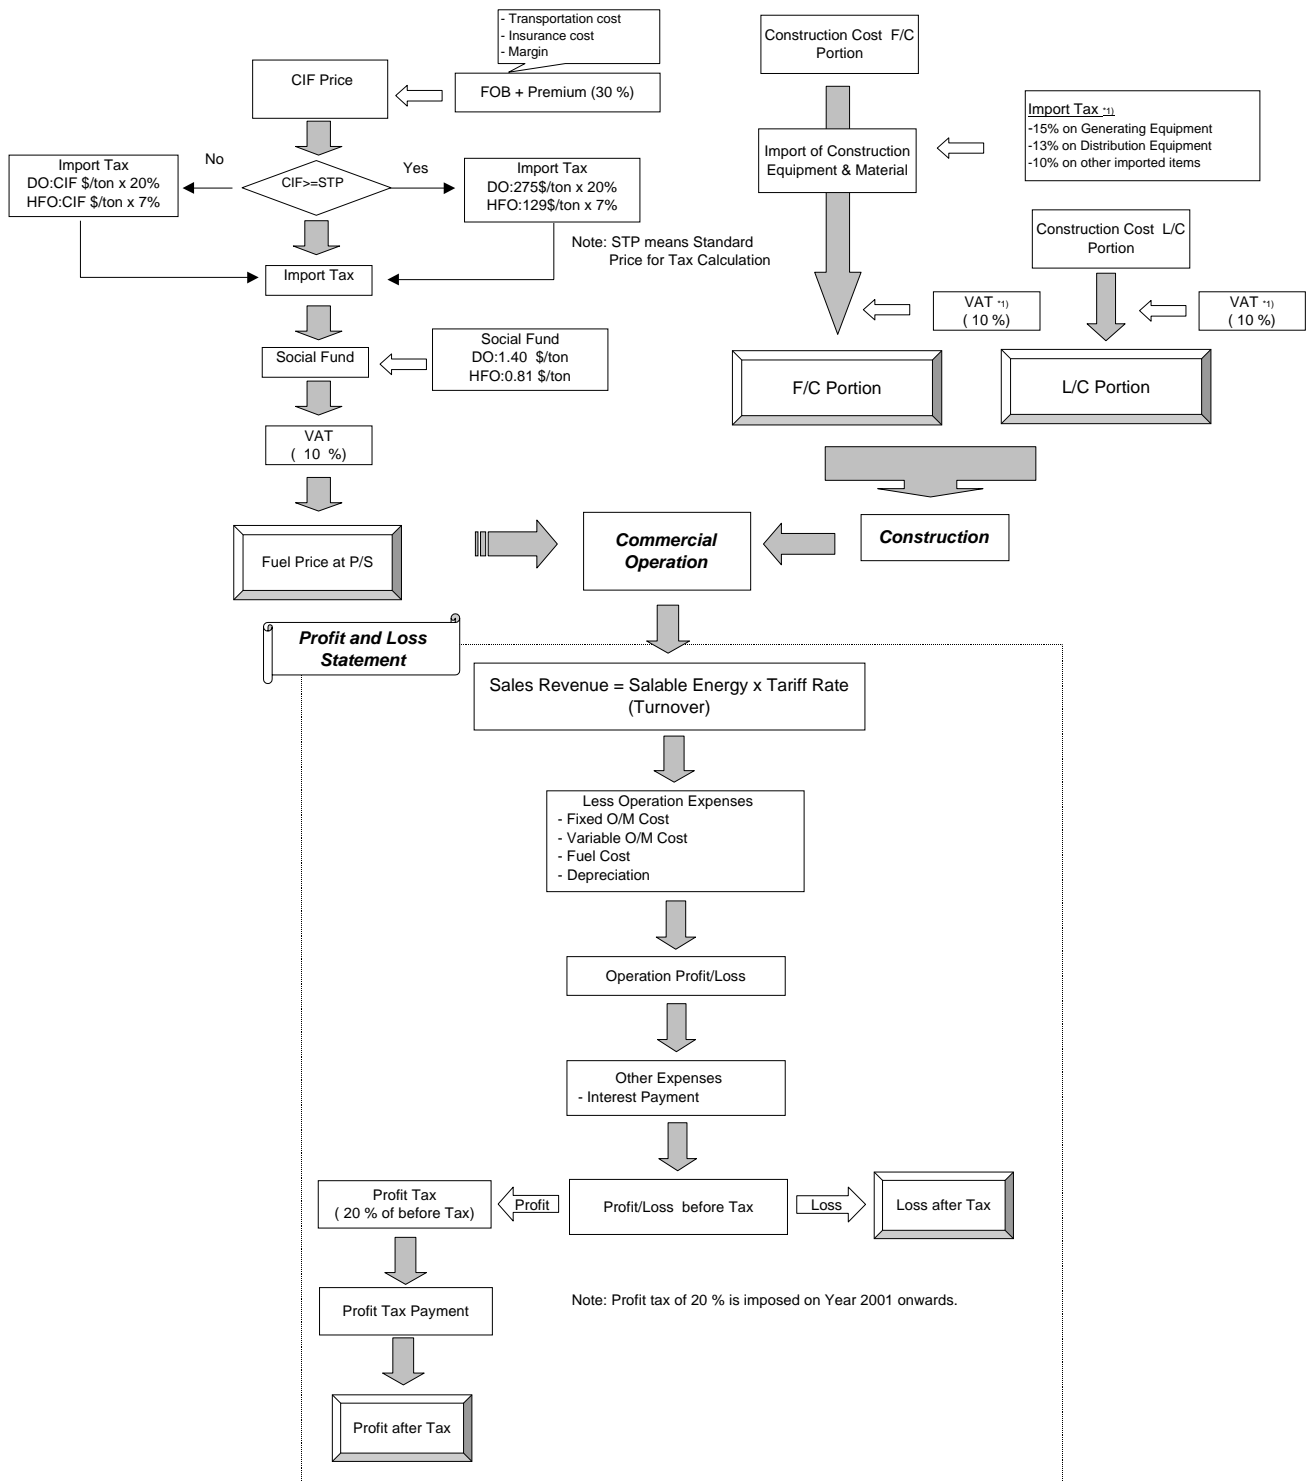 - Transportation cost
- Insurance cost
- Margin
CIF Price
FOB + Premium (30 %)
No
Yes
Import Tax
DO:CIF $/ton x 20%
HFO:CIF $/ton x 7%
CIF>=STP
Import Tax
DO:275$/ton x 20%
HFO:129$/ton x 7%
Note: STP means Standard
Price for Tax Calculation
Import Tax
Social Fund
Social Fund
DO:1.40 $/ton
HFO:0.81 $/ton
VAT
( 10 %)
Fuel Price at P/S
Construction Cost F/C
Portion
Import of Construction
Equipment & Material
Import Tax *1)
-15% on Generating Equipment
-13% on Distribution Equipment
-10% on other imported items
Construction Cost L/C
Portion
VAT *1)
( 10 %)
VAT *1)
( 10 %)
F/C Portion
L/C Portion
Commercial
Operation
Construction
Profit and Loss
Statement
Sales Revenue = Salable Energy x Tariff Rate
(Turnover)
Less Operation Expenses
- Fixed O/M Cost
- Variable O/M Cost
- Fuel Cost
- Depreciation
Operation Profit/Loss
Other Expenses
- Interest Payment
Profit Tax
( 20 % of before Tax)
Profit
Profit/Loss before Tax
Loss
Loss after Tax
Profit Tax Payment
Note: Profit tax of 20 % is imposed on Year 2001 onwards.
Profit after Tax